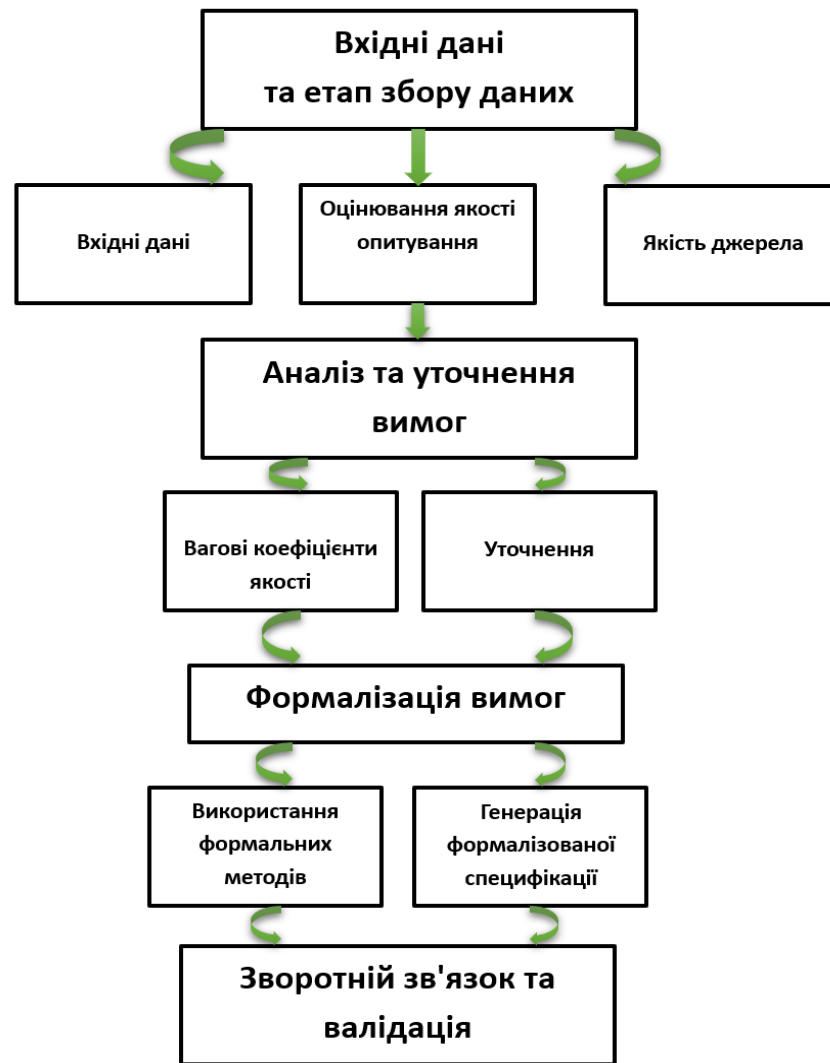 Вхідні дані
та етап збору даних
Вхідні дані
Оцінювання якості
опитування
Якість джерела
Аналіз та уточнення
вимог
Вагові коефіцієнти
якості
Уточнення
Формалізація вимог
Використання
формальних
методів
Генерація
формалізованої
специфікації
Зворотній зв'язок та
валідація